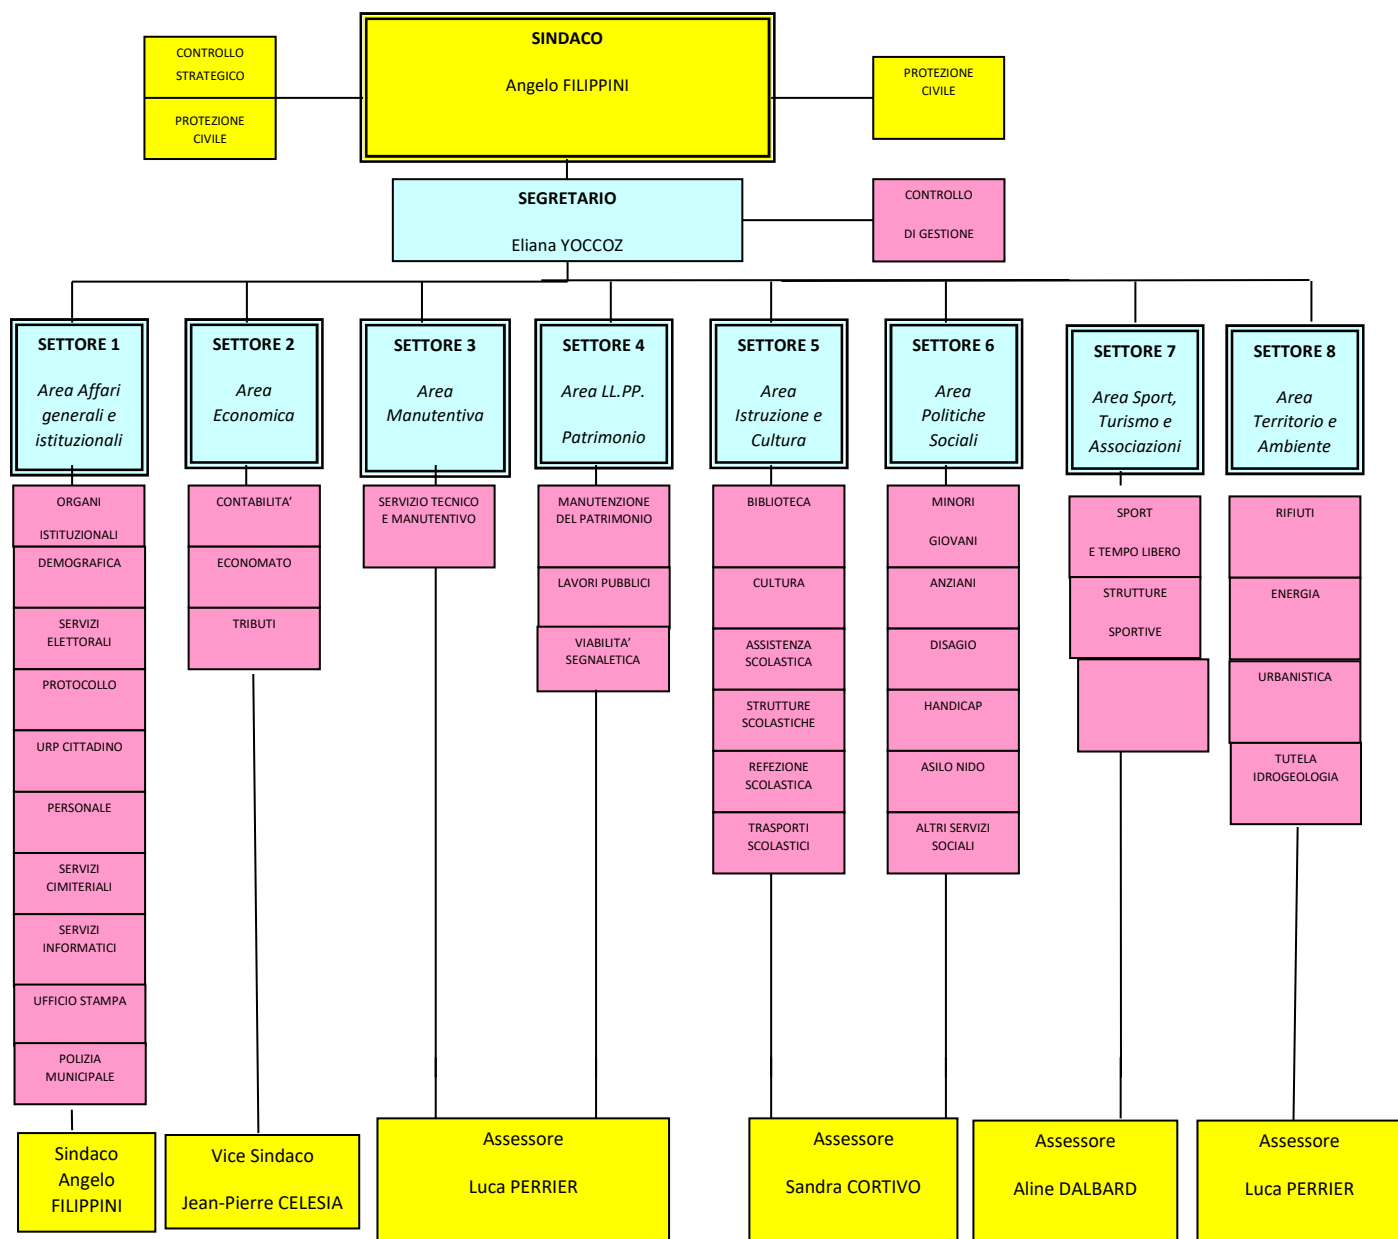 SINDACO
Angelo FILIPPINI
CONTROLLO
STRATEGICO
PROTEZIONE
CIVILE
PROTEZIONE
CIVILE
SEGRETARIO
Eliana YOCCOZ
CONTROLLO
DI GESTIONE
SETTORE 1
Area Affari
generali e
istituzionali
ORGANI
ISTITUZIONALI
DEMOGRAFICA
SERVIZI
ELETTORALI
PROTOCOLLO
URP CITTADINO
PERSONALE
SERVIZI
CIMITERIALI
SERVIZI
INFORMATICI
UFFICIO STAMPA
POLIZIA
MUNICIPALE
Sindaco
Angelo
FILIPPINI
SETTORE 2
Area
Economica
CONTABILITA’
ECONOMATO
TRIBUTI
Vice Sindaco
Jean-Pierre CELESIA
SETTORE 3
Area
Manutentiva
SERVIZIO TECNICO
E MANUTENTIVO
SETTORE 4
Area LL.PP.
Patrimonio
MANUTENZIONE
DEL PATRIMONIO
LAVORI PUBBLICI
VIABILITA’
SEGNALETICA
Assessore
Luca PERRIER
SETTORE 5
Area
Istruzione e
Cultura
BIBLIOTECA
CULTURA
ASSISTENZA
SCOLASTICA
STRUTTURE
SCOLASTICHE
REFEZIONE
SCOLASTICA
TRASPORTI
SCOLASTICI
SETTORE 6
Area
Politiche
Sociali
MINORI
GIOVANI
ANZIANI
DISAGIO
HANDICAP
ASILO NIDO
ALTRI SERVIZI
SOCIALI
Assessore
Sandra CORTIVO
SETTORE 7
Area Sport,
Turismo e
Associazioni
SPORT
E TEMPO LIBERO
STRUTTURE
SPORTIVE
Assessore
Aline DALBARD
SETTORE 8
Area
Territorio e
Ambiente
RIFIUTI
ENERGIA
URBANISTICA
TUTELA
IDROGEOLOGIA
Assessore
Luca PERRIER